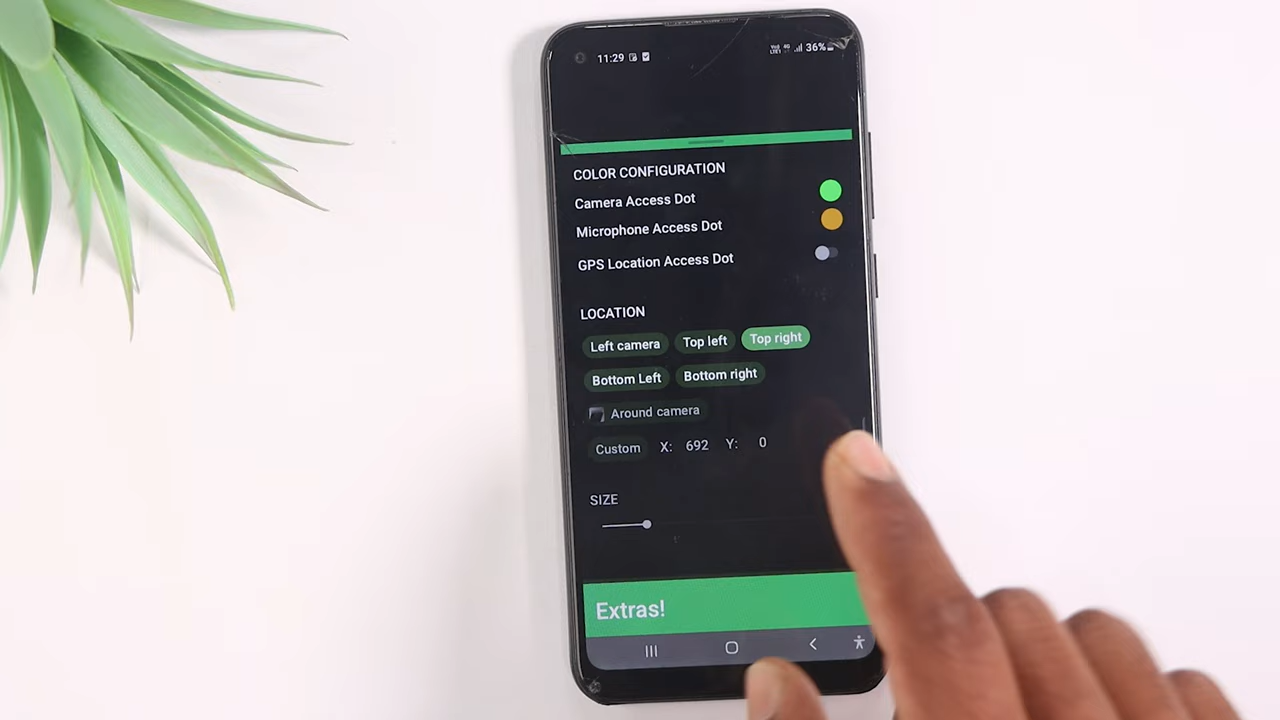 11:29 36%
COLOR CONFIGURATION
Camera Access Dot
Microphone Access Dot
GPS Location Access Dot
LOCATION
Left camera Top left Top right
Bottom Left Bottom right
Around camera
Custom X: 692 Y: 0
SIZE
Extras!